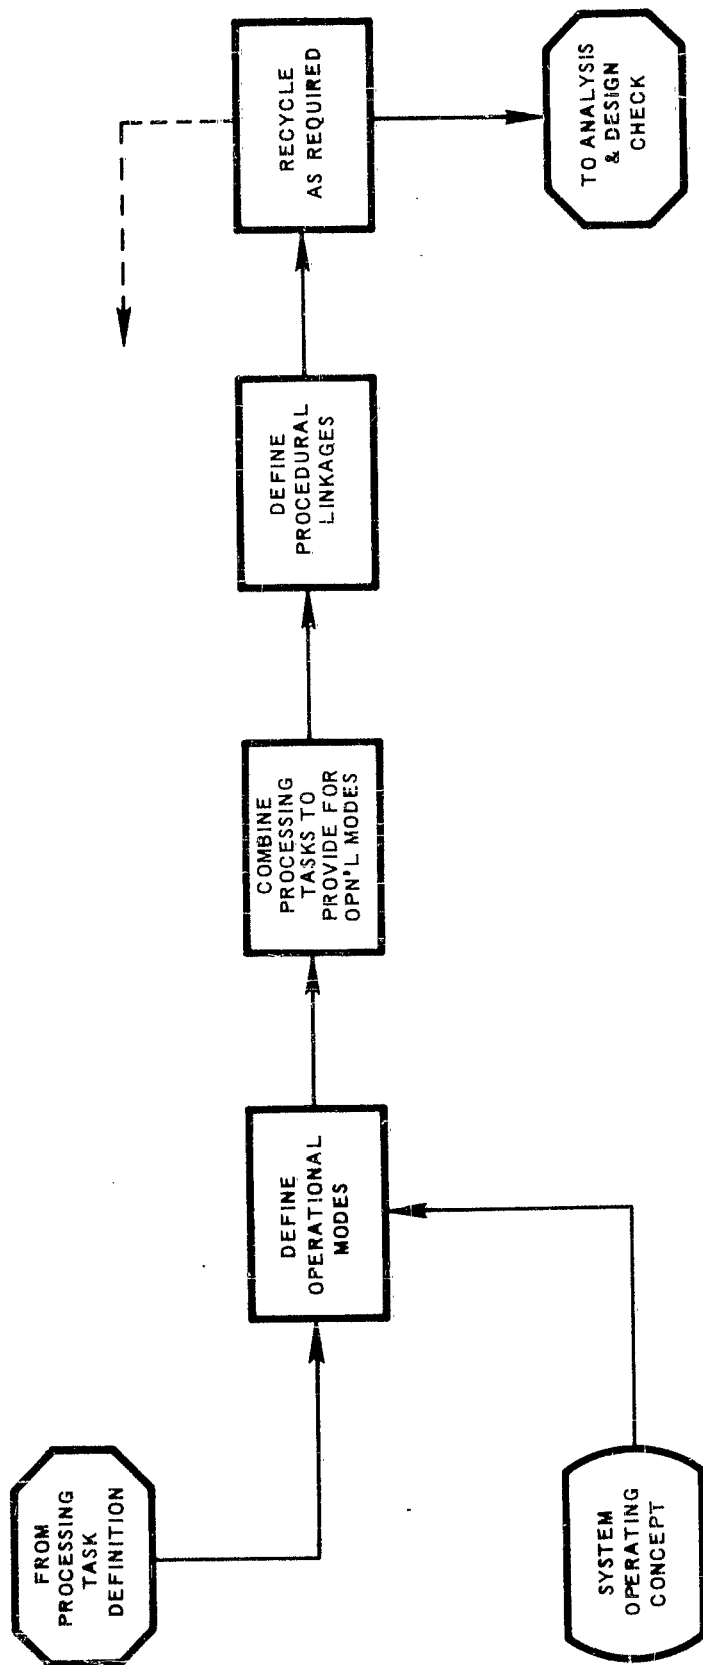 FROM
PROCESSING
TASK
DEFINITION
SYSTEM
OPERATING
CONCEPT
DEFINE
OPERATIONAL
MODES
COMBINE
PROCESSING
TASKS TO
PROVIDE FOR
OPN'L MODES
DEFINE
PROCEDURAL
LINKAGES
RECYCLE
AS REQUIRED
TO ANALYSIS
& DESIGN
CHECK